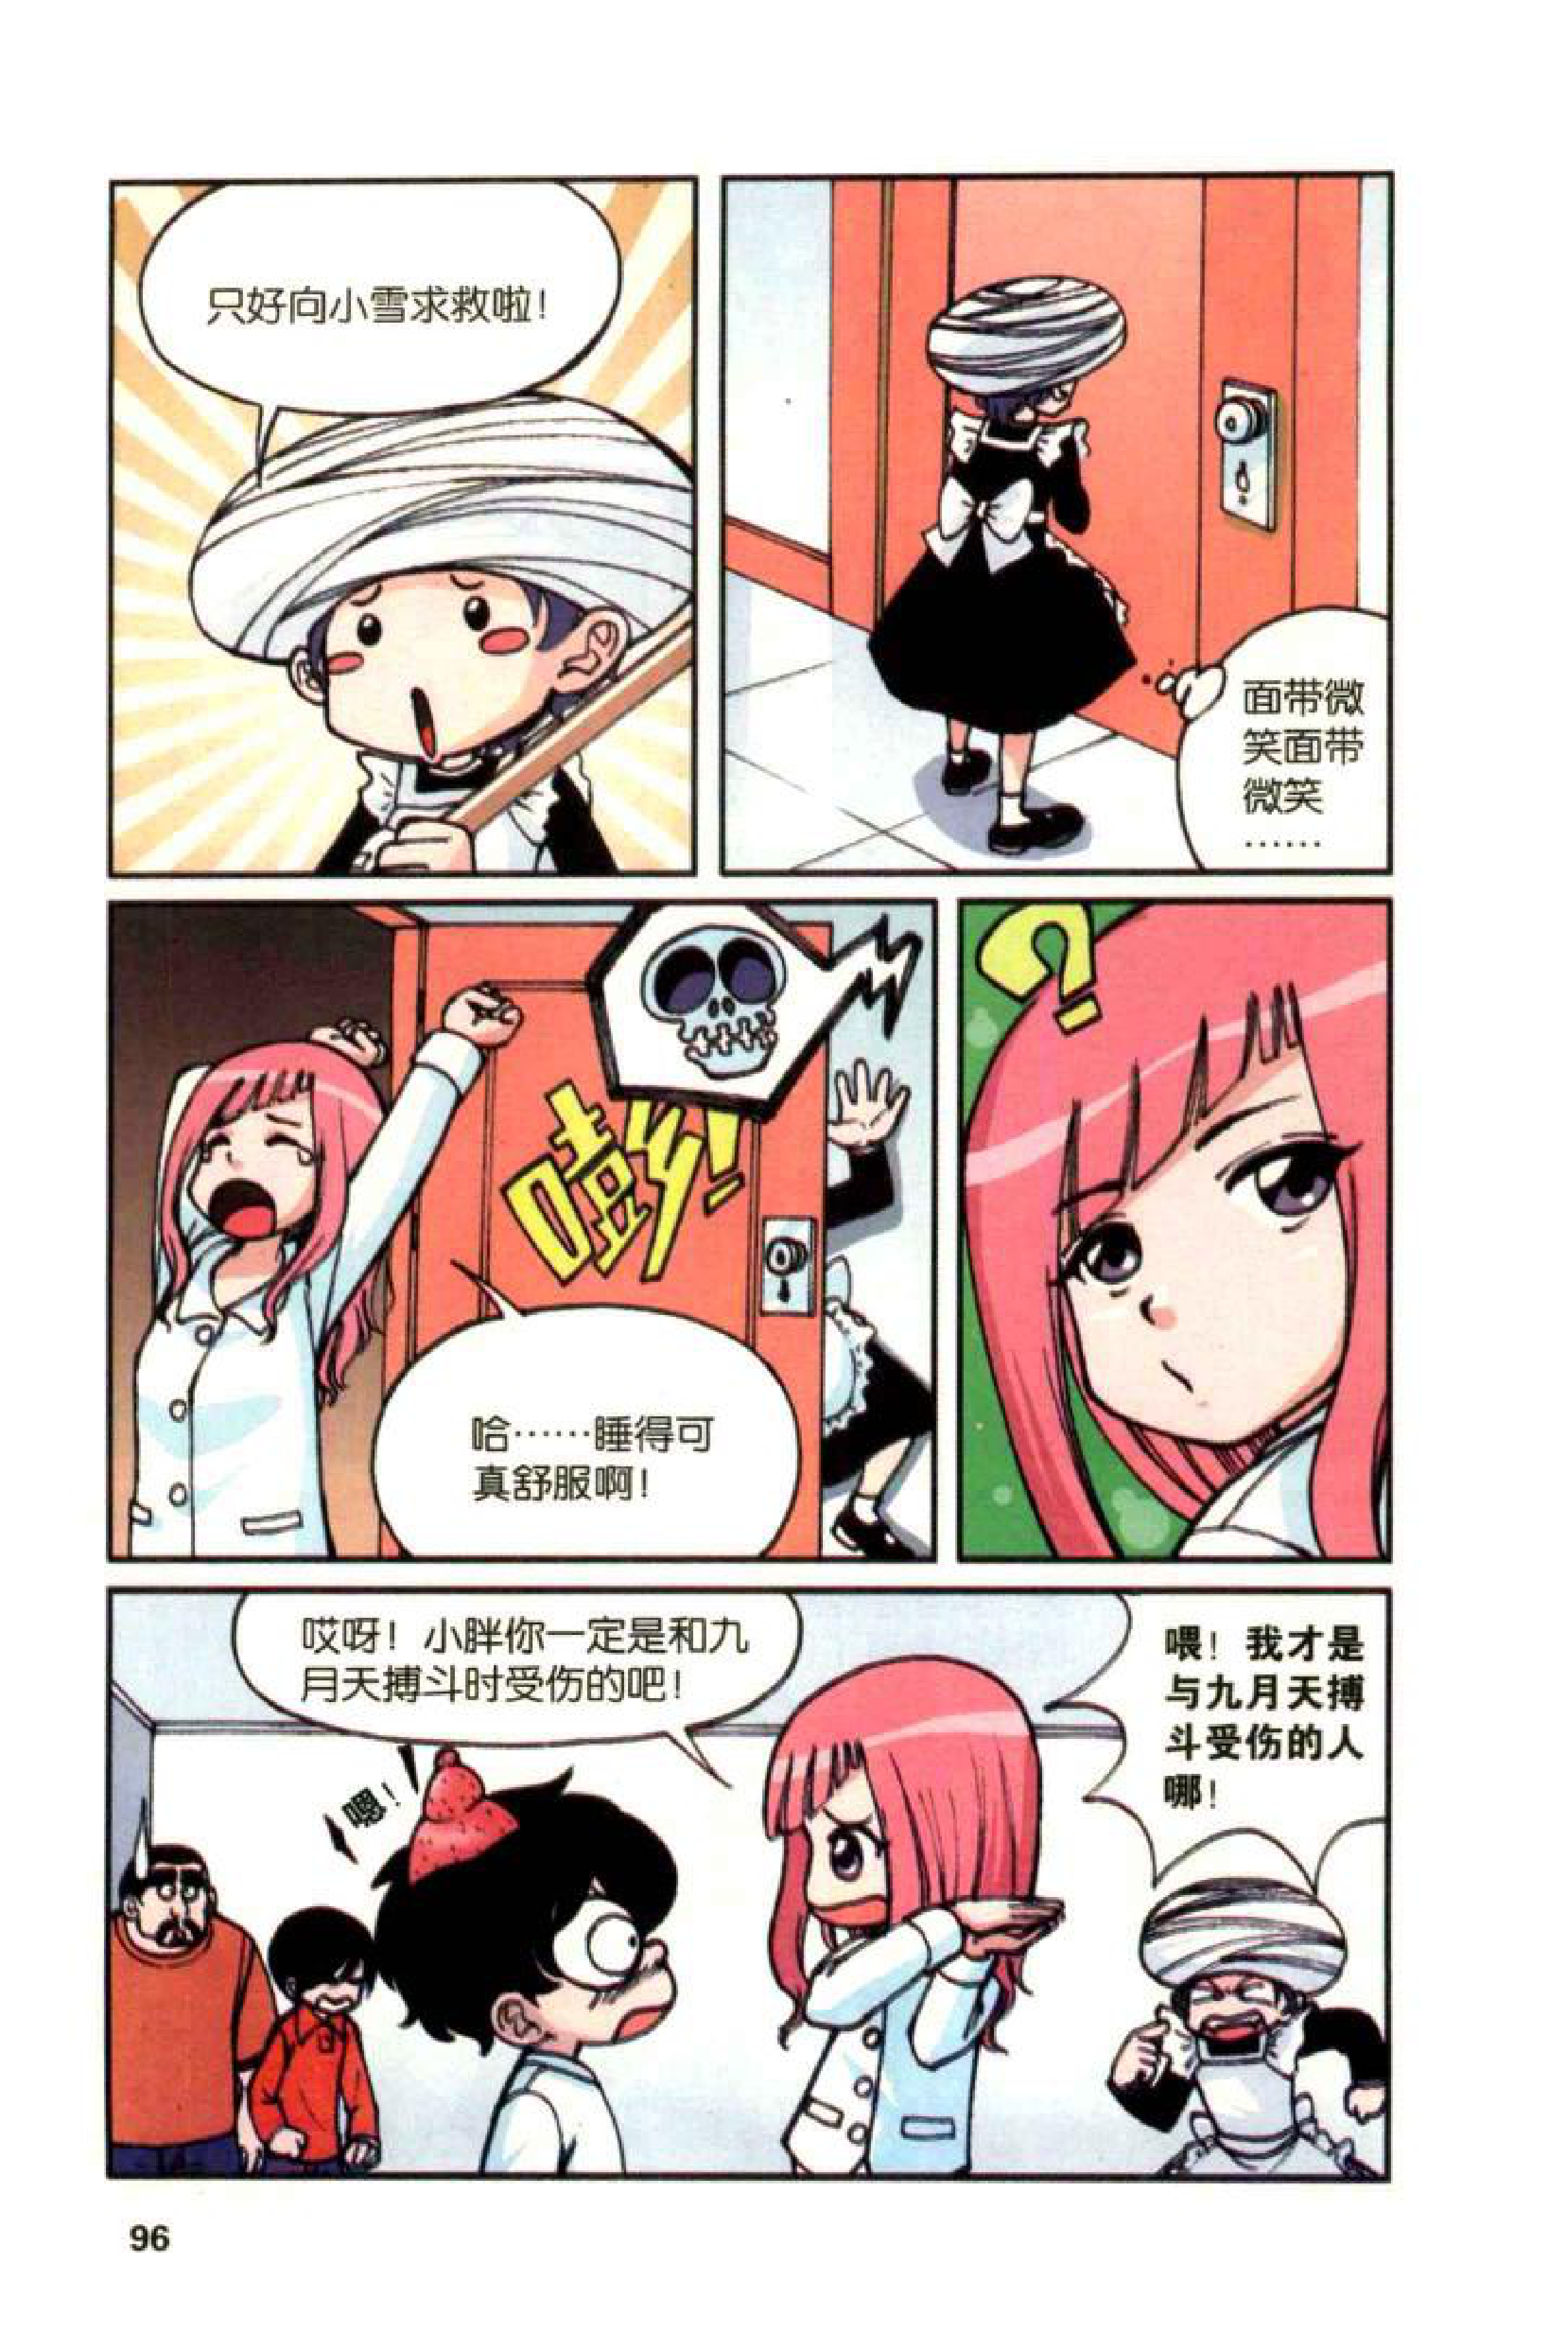 只好向小雪求救啦！
面带微
笑面带
微笑
……
嘭！
哈……睡得可
真舒服啊！
？
哎呀！小胖你一定是和九
月天搏斗时受伤的吧！
嗯！
喂！我才是
与九月天搏
斗受伤的人
哪！
96